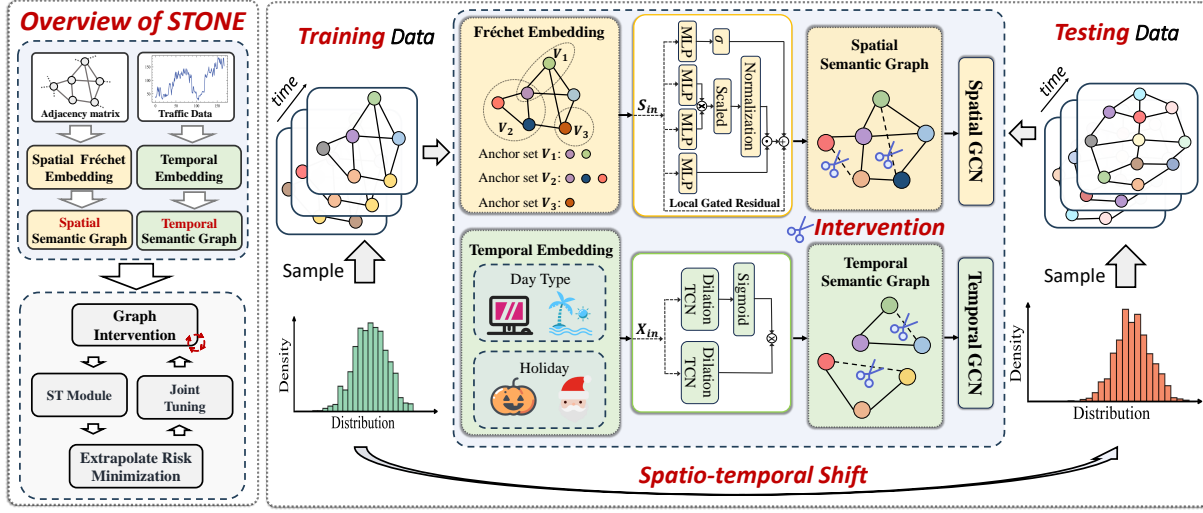 Overview of STONE
Adjacency matrix
Traffic Data
Spatial Fréchet
Embedding
Temporal
Embedding
Spatial
Semantic Graph
Temporal
Semantic Graph
Graph
Intervention
ST Module
Joint
Tuning
Extrapolate Risk
Minimization
Training Data
time
Sample
Density
Distribution
Fréchet Embedding
V₁
V₂
V₃
Anchor set V₁:
Anchor set V₂:
Anchor set V₃:
S_in
MLP
MLP
MLP
MLP
σ
Scaled
Normalization
Local Gated Residual
Spatial
Semantic Graph
Spatial GCN
Intervention
Temporal Embedding
Day Type
Holiday
X_in
Dilation
TCN
Sigmoid
Dilation
TCN
Temporal
Semantic Graph
Temporal GCN
Testing Data
time
Sample
Density
Distribution
Spatio-temporal Shift